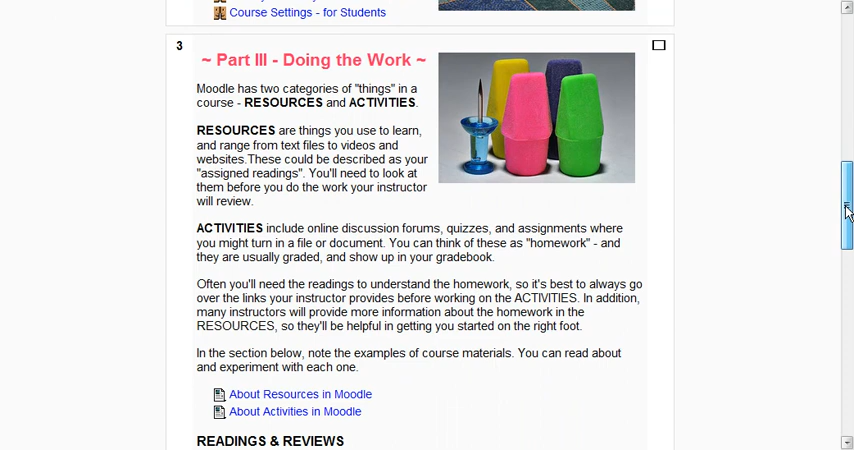 Course Settings - for Students
3
~ Part III - Doing the Work ~
Moodle has two categories of "things" in a
course - RESOURCES and ACTIVITIES.
RESOURCES are things you use to learn,
and range from text files to videos and
websites.These could be described as your
"assigned readings". You'll need to look at
them before you do the work your instructor
will review.
ACTIVITIES include online discussion forums, quizzes, and assignments where
you might turn in a file or document. You can think of these as "homework" - and
they are usually graded, and show up in your gradebook.
Often you'll need the readings to understand the homework, so it's best to always go
over the links your instructor provides before working on the ACTIVITIES. In addition,
many instructors will provide more information about the homework in the
RESOURCES, so they'll be helpful in getting you started on the right foot.
In the section below, note the examples of course materials. You can read about
and experiment with each one.
About Resources in Moodle
About Activities in Moodle
READINGS & REVIEWS